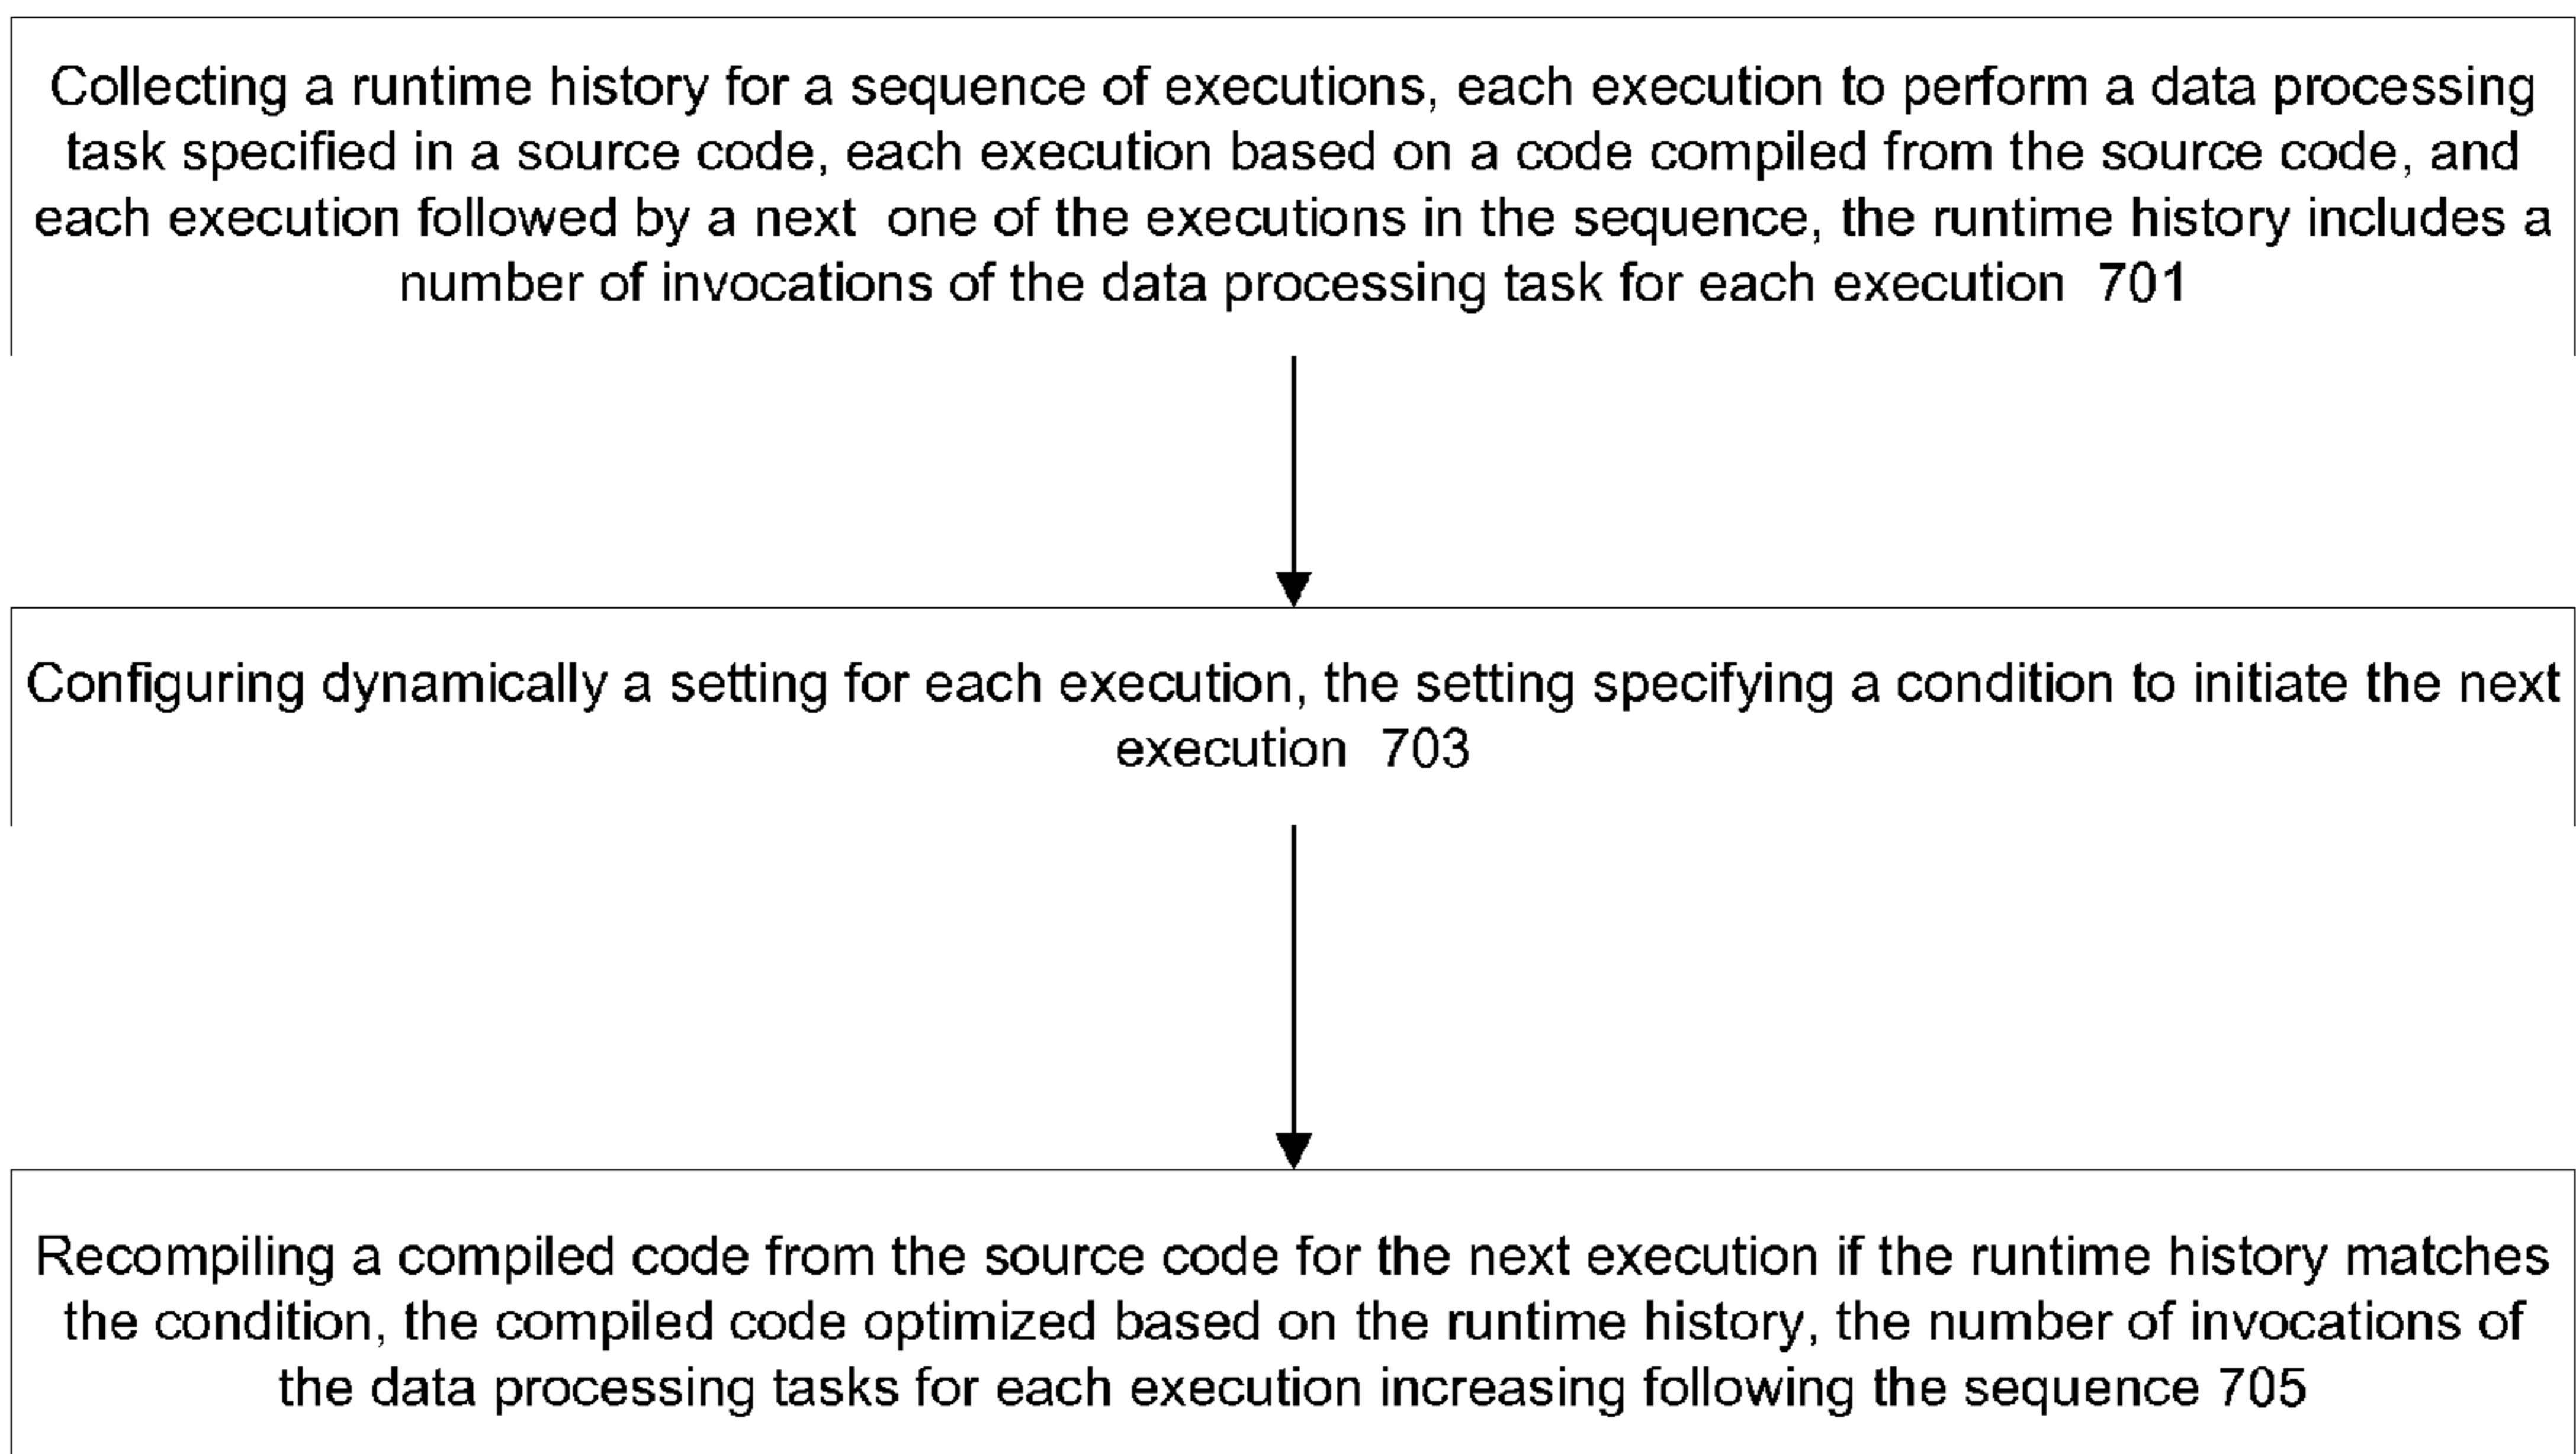 Collecting a runtime history for a sequence of executions, each execution to perform a data processing
task specified in a source code, each execution based on a code compiled from the source code, and
each execution followed by a next one of the executions in the sequence, the runtime history includes a
number of invocations of the data processing task for each execution 701
Configuring dynamically a setting for each execution, the setting specifying a condition to initiate the next
execution 703
Recompiling a compiled code from the source code for the next execution if the runtime history matches
the condition, the compiled code optimized based on the runtime history, the number of invocations of
the data processing tasks for each execution increasing following the sequence 705